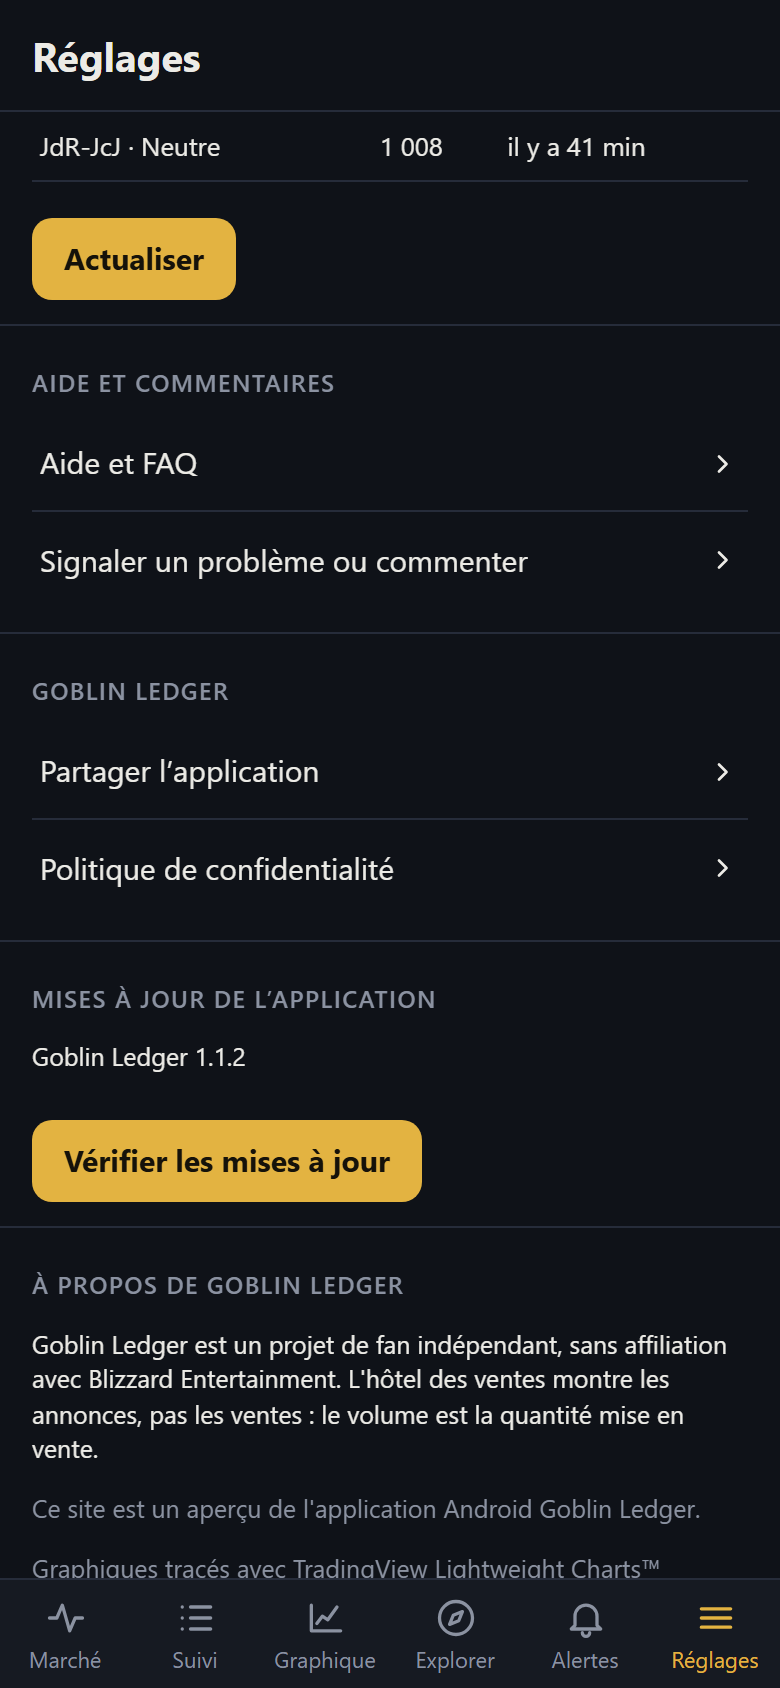 Réglages
JdR-JcJ · Neutre 1 008 il y a 41 min
Actualiser
AIDE ET COMMENTAIRES
Aide et FAQ
Signaler un problème ou commenter
GOBLIN LEDGER
Partager l’application
Politique de confidentialité
MISES À JOUR DE L’APPLICATION
Goblin Ledger 1.1.2
Vérifier les mises à jour
À PROPOS DE GOBLIN LEDGER
Goblin Ledger est un projet de fan indépendant, sans affiliation
avec Blizzard Entertainment. L'hôtel des ventes montre les
annonces, pas les ventes : le volume est la quantité mise en
vente.
Ce site est un aperçu de l'application Android Goblin Ledger.
Graphiques tracés avec TradingView Lightweight Charts™
Marché Suivi Graphique Explorer Alertes Réglages